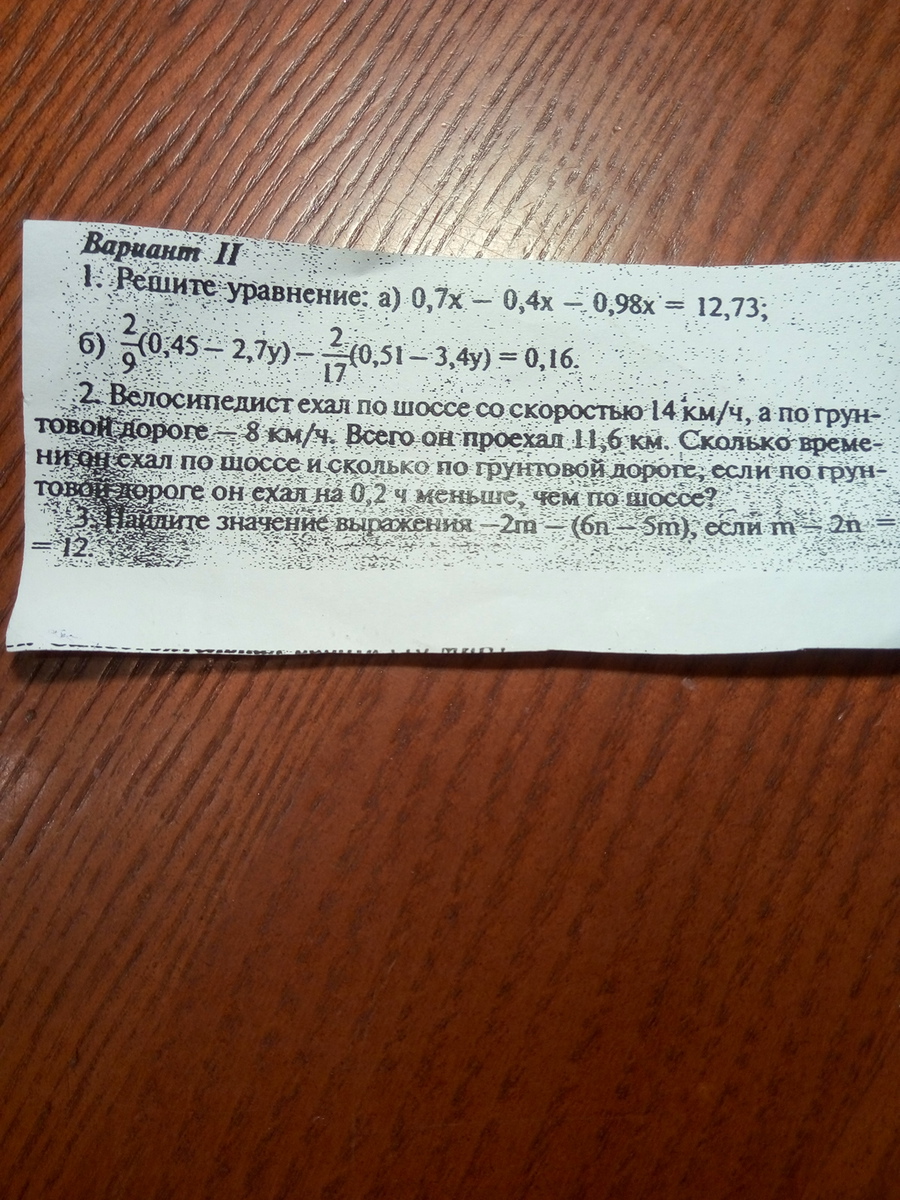 Вариант II
1. Решите уравнение: а) 0,7x – 0,4x – 0,98x = 12,73;
б) 2/9(0,45 – 2,7y) – 2/17(0,51 – 3,4y) = 0,16.
2. Велосипедист ехал по шоссе со скоростью 14 км/ч, а по грун-
товой дороге – 8 км/ч. Всего он проехал 11,6 км. Сколько време-
ни он ехал по шоссе и сколько по грунтовой дороге, если по грун-
товой дороге он ехал на 0,2 ч меньше, чем по шоссе?
3. Найдите значение выражения –2m – (6n – 5m), если m – 2n =
= 12.